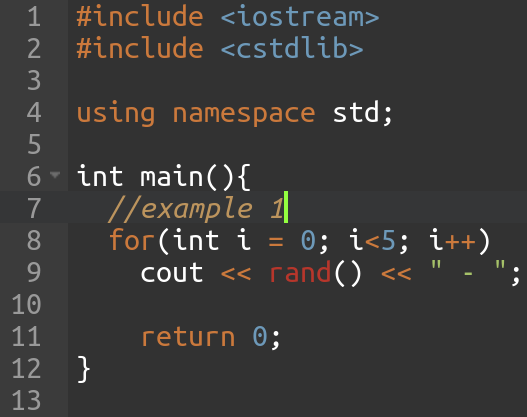 1 #include <iostream>
2 #include <cstdlib>
3
4 using namespace std;
5
6 int main(){
7 //example 1
8 for(int i = 0; i<5; i++)
9 cout << rand() << " - ";
10
11 return 0;
12 }
13